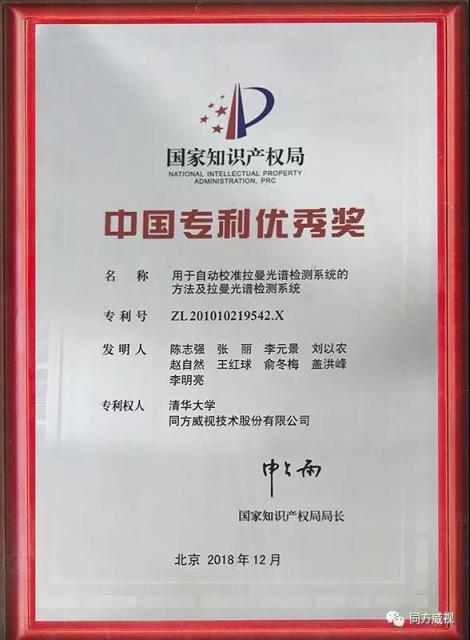 国家知识产权局
NATIONAL INTELLECTUAL PROPERTY
ADMINISTRATION, PRC
中国专利优秀奖
名 称 用于自动校准拉曼光谱检测系统的
方法及拉曼光谱检测系统
专 利 号 ZL201010219542.X
发 明 人 陈志强 张 丽 李元景 刘以农
赵自然 王红球 俞冬梅 盖洪峰
李明亮
专利权人 清华大学
同方威视技术股份有限公司
申长雨
国家知识产权局局长
北京 2018 年 12 月
同方威视